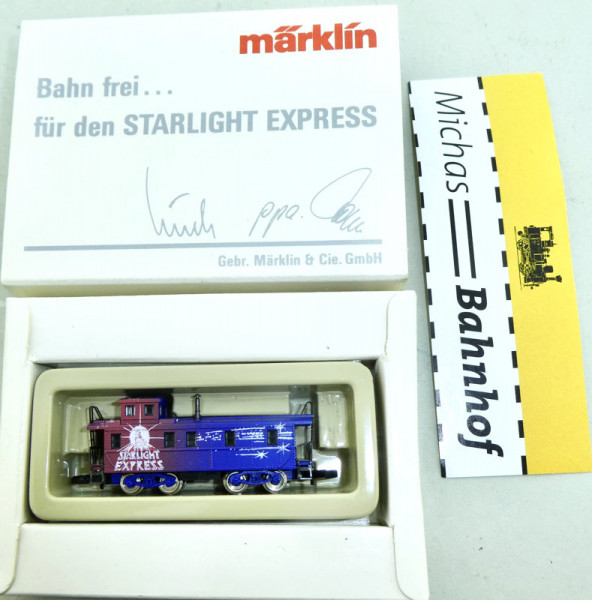 märklin
Bahn frei...
für den STARLIGHT EXPRESS
ppa.
Gebr. Märklin & Cie. GmbH
Michas
Bahnhof
STARLIGHT
EXPRESS